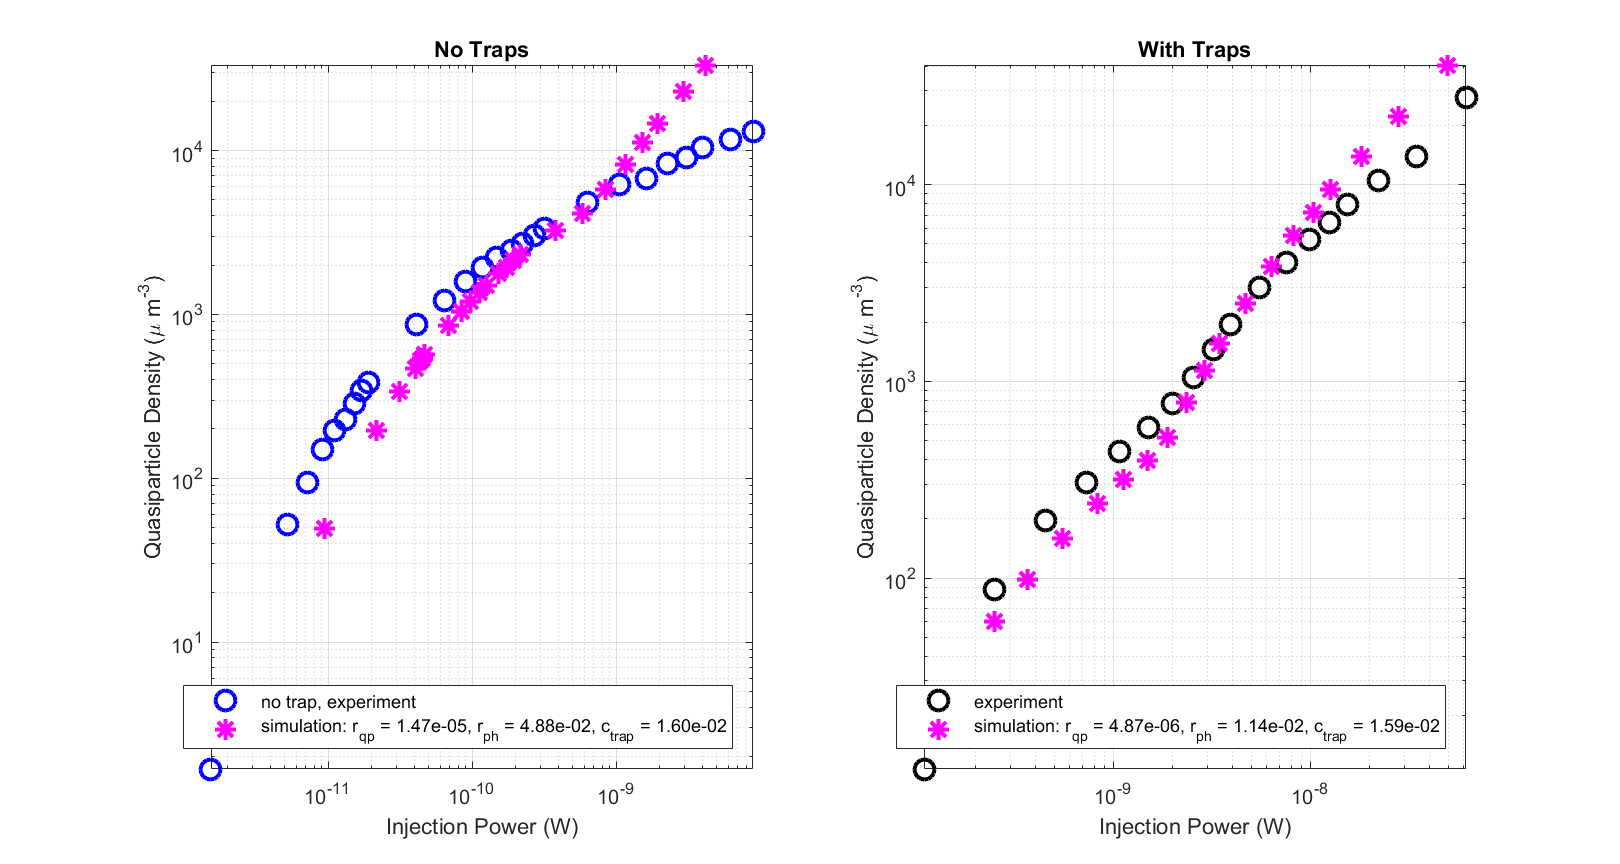 No Traps
Quasiparticle Density (μ m-3)
10^4
10^3
10^2
10^1
no trap, experiment
simulation: r_qp = 1.47e-05, r_ph = 4.88e-02, c_trap = 1.60e-02
10^-11 10^-10 10^-9
Injection Power (W)
With Traps
Quasiparticle Density (μ m-3)
10^4
10^3
10^2
experiment
simulation: r_qp = 4.87e-06, r_ph = 1.14e-02, c_trap = 1.59e-02
10^-9 10^-8
Injection Power (W)